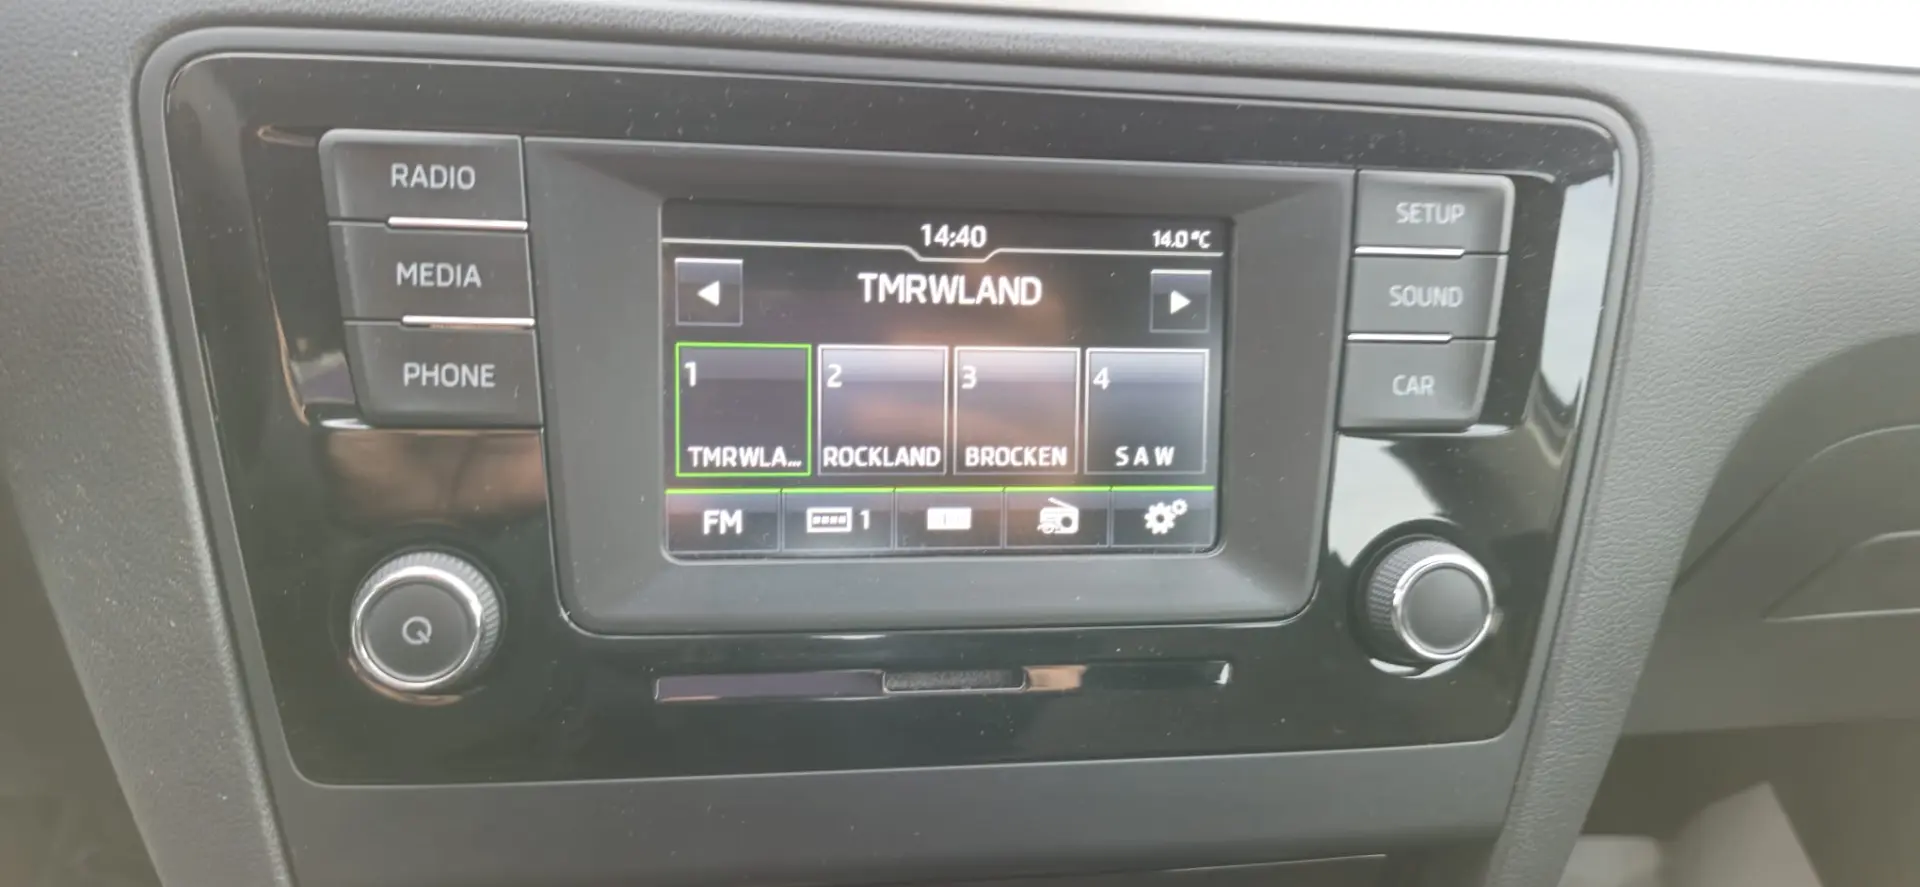 RADIO
MEDIA
PHONE
14:40
14.0 °C
TMRWLAND
1
TMRWLA...
2
ROCKLAND
3
BROCKEN
4
S A W
FM
1
SETUP
SOUND
CAR